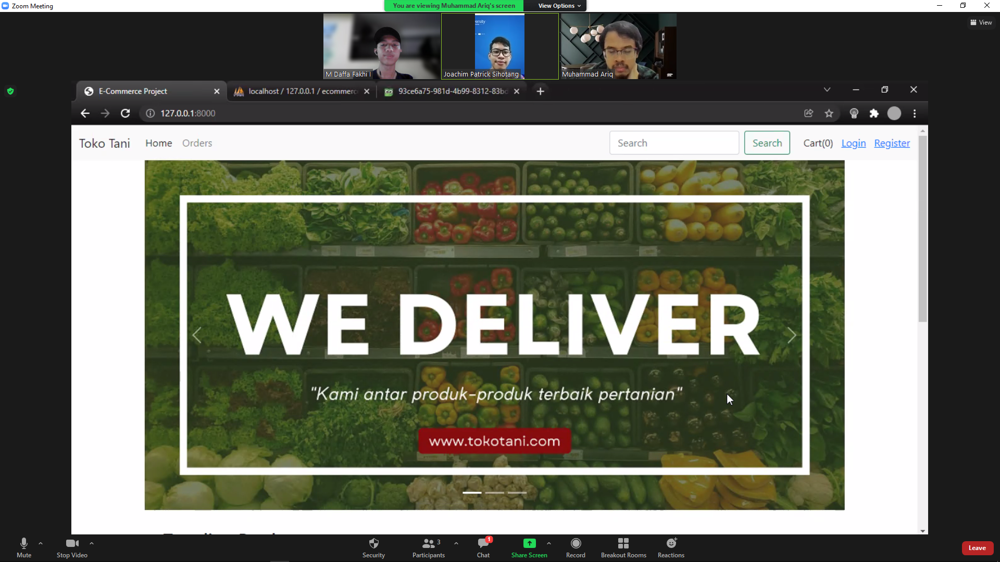 Zoom Meeting
You are viewing Muhammad Ariq's screen
View Options
View
ersity
M Daffa Fakhi I
Joachim Patrick Sihotang
Muhammad Ariq
E-Commerce Project
localhost / 127.0.0.1 / ecommerc
93ce6a75-981d-4b99-8312-83bd
127.0.0.1:8000
Toko Tani
Home
Orders
Search
Search
Cart(0)
Login
Register
WE DELIVER
"Kami antar produk-produk terbaik pertanian"
www.tokotani.com
Mute
Stop Video
Security
3
Participants
1
Chat
Share Screen
Record
Breakout Rooms
Reactions
Leave